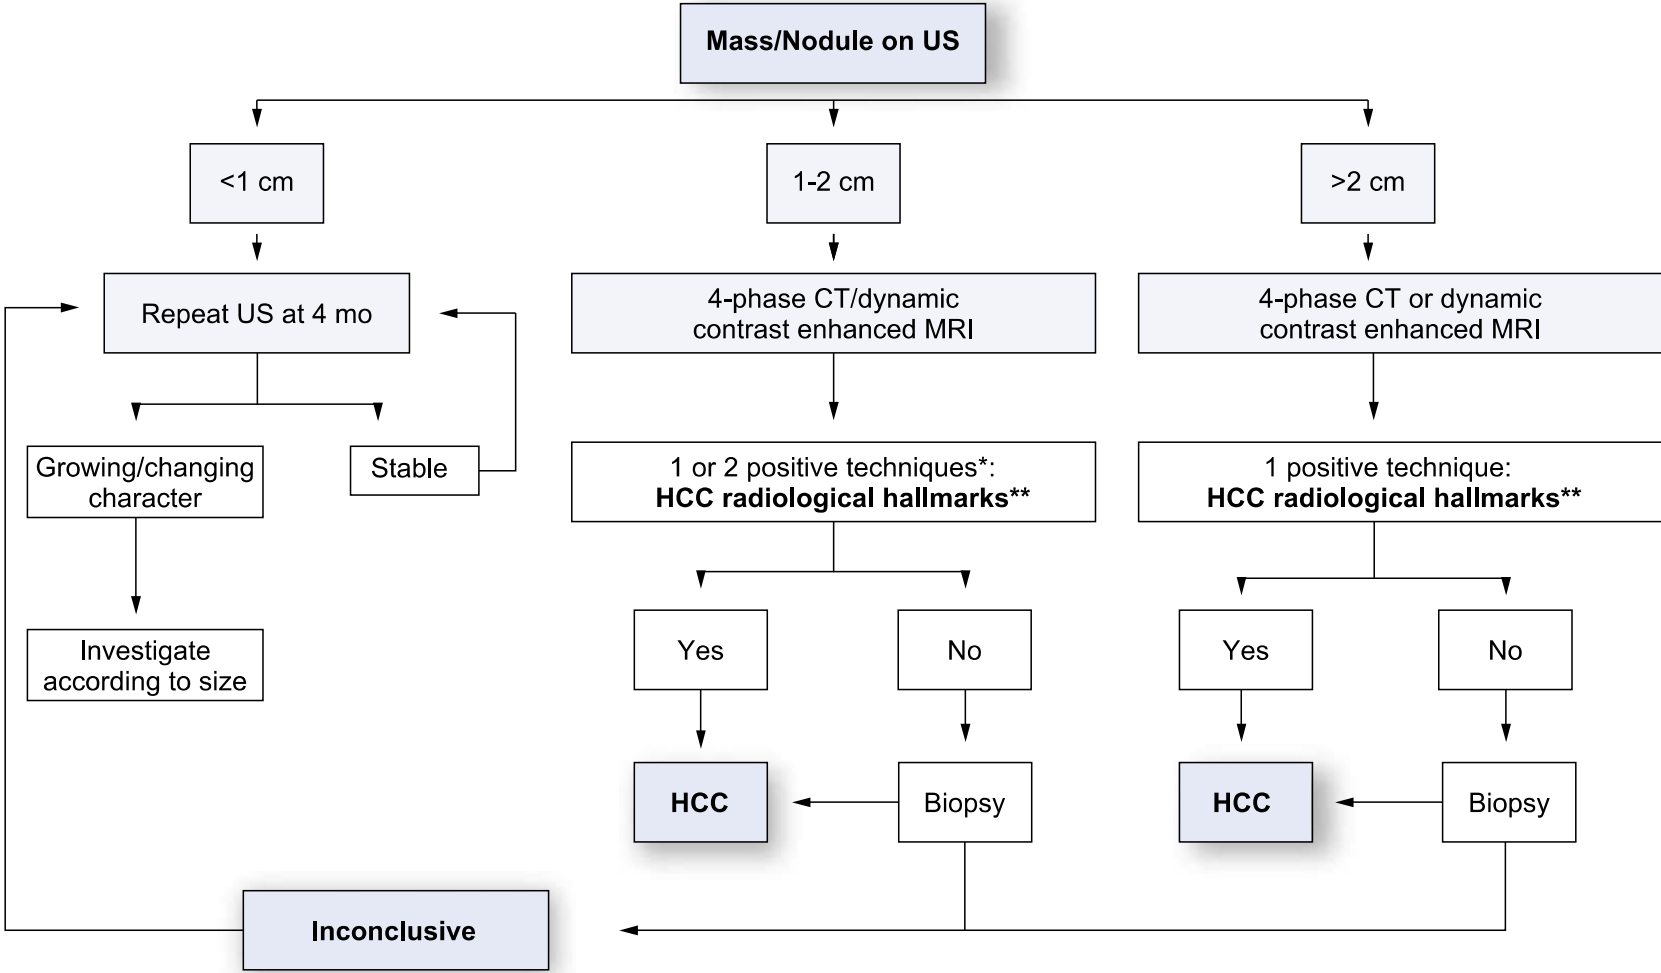 Mass/Nodule on US
<1 cm
1-2 cm
>2 cm
Repeat US at 4 mo
4-phase CT/dynamic
contrast enhanced MRI
4-phase CT or dynamic
contrast enhanced MRI
Growing/changing
character
Stable
1 or 2 positive techniques*:
HCC radiological hallmarks**
1 positive technique:
HCC radiological hallmarks**
Investigate
according to size
Yes
No
Yes
No
HCC
Biopsy
HCC
Biopsy
Inconclusive